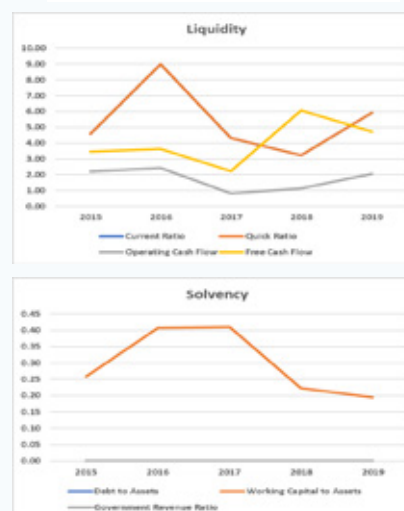 Liquidity
10.00
9.00
8.00
7.00
6.00
5.00
4.00
3.00
2.00
1.00
0.00
2015 2016 2017 2018 2019
Current Ratio Quick Ratio
Operating Cash Flow Free Cash Flow
Solvency
0.45
0.40
0.35
0.30
0.25
0.20
0.15
0.10
0.05
0.00
2015 2016 2017 2018 2019
Debt to Assets Working Capital to Assets
Government Revenue Ratio